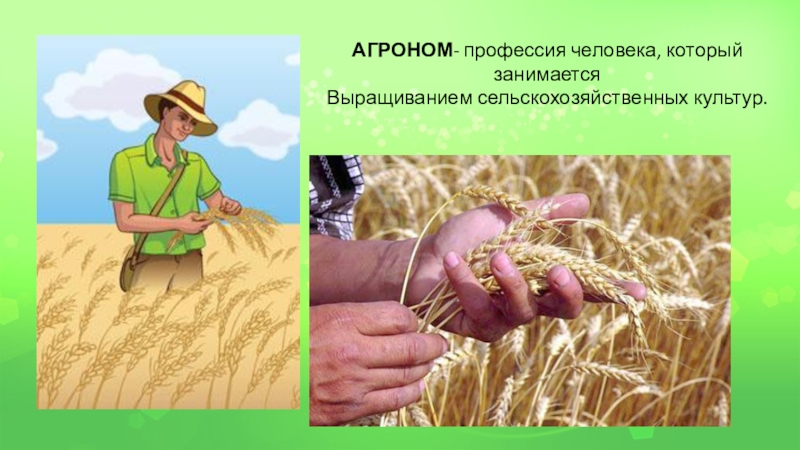 АГРОНОМ- профессия человека, который
занимается
Выращиванием сельскохозяйственных культур.